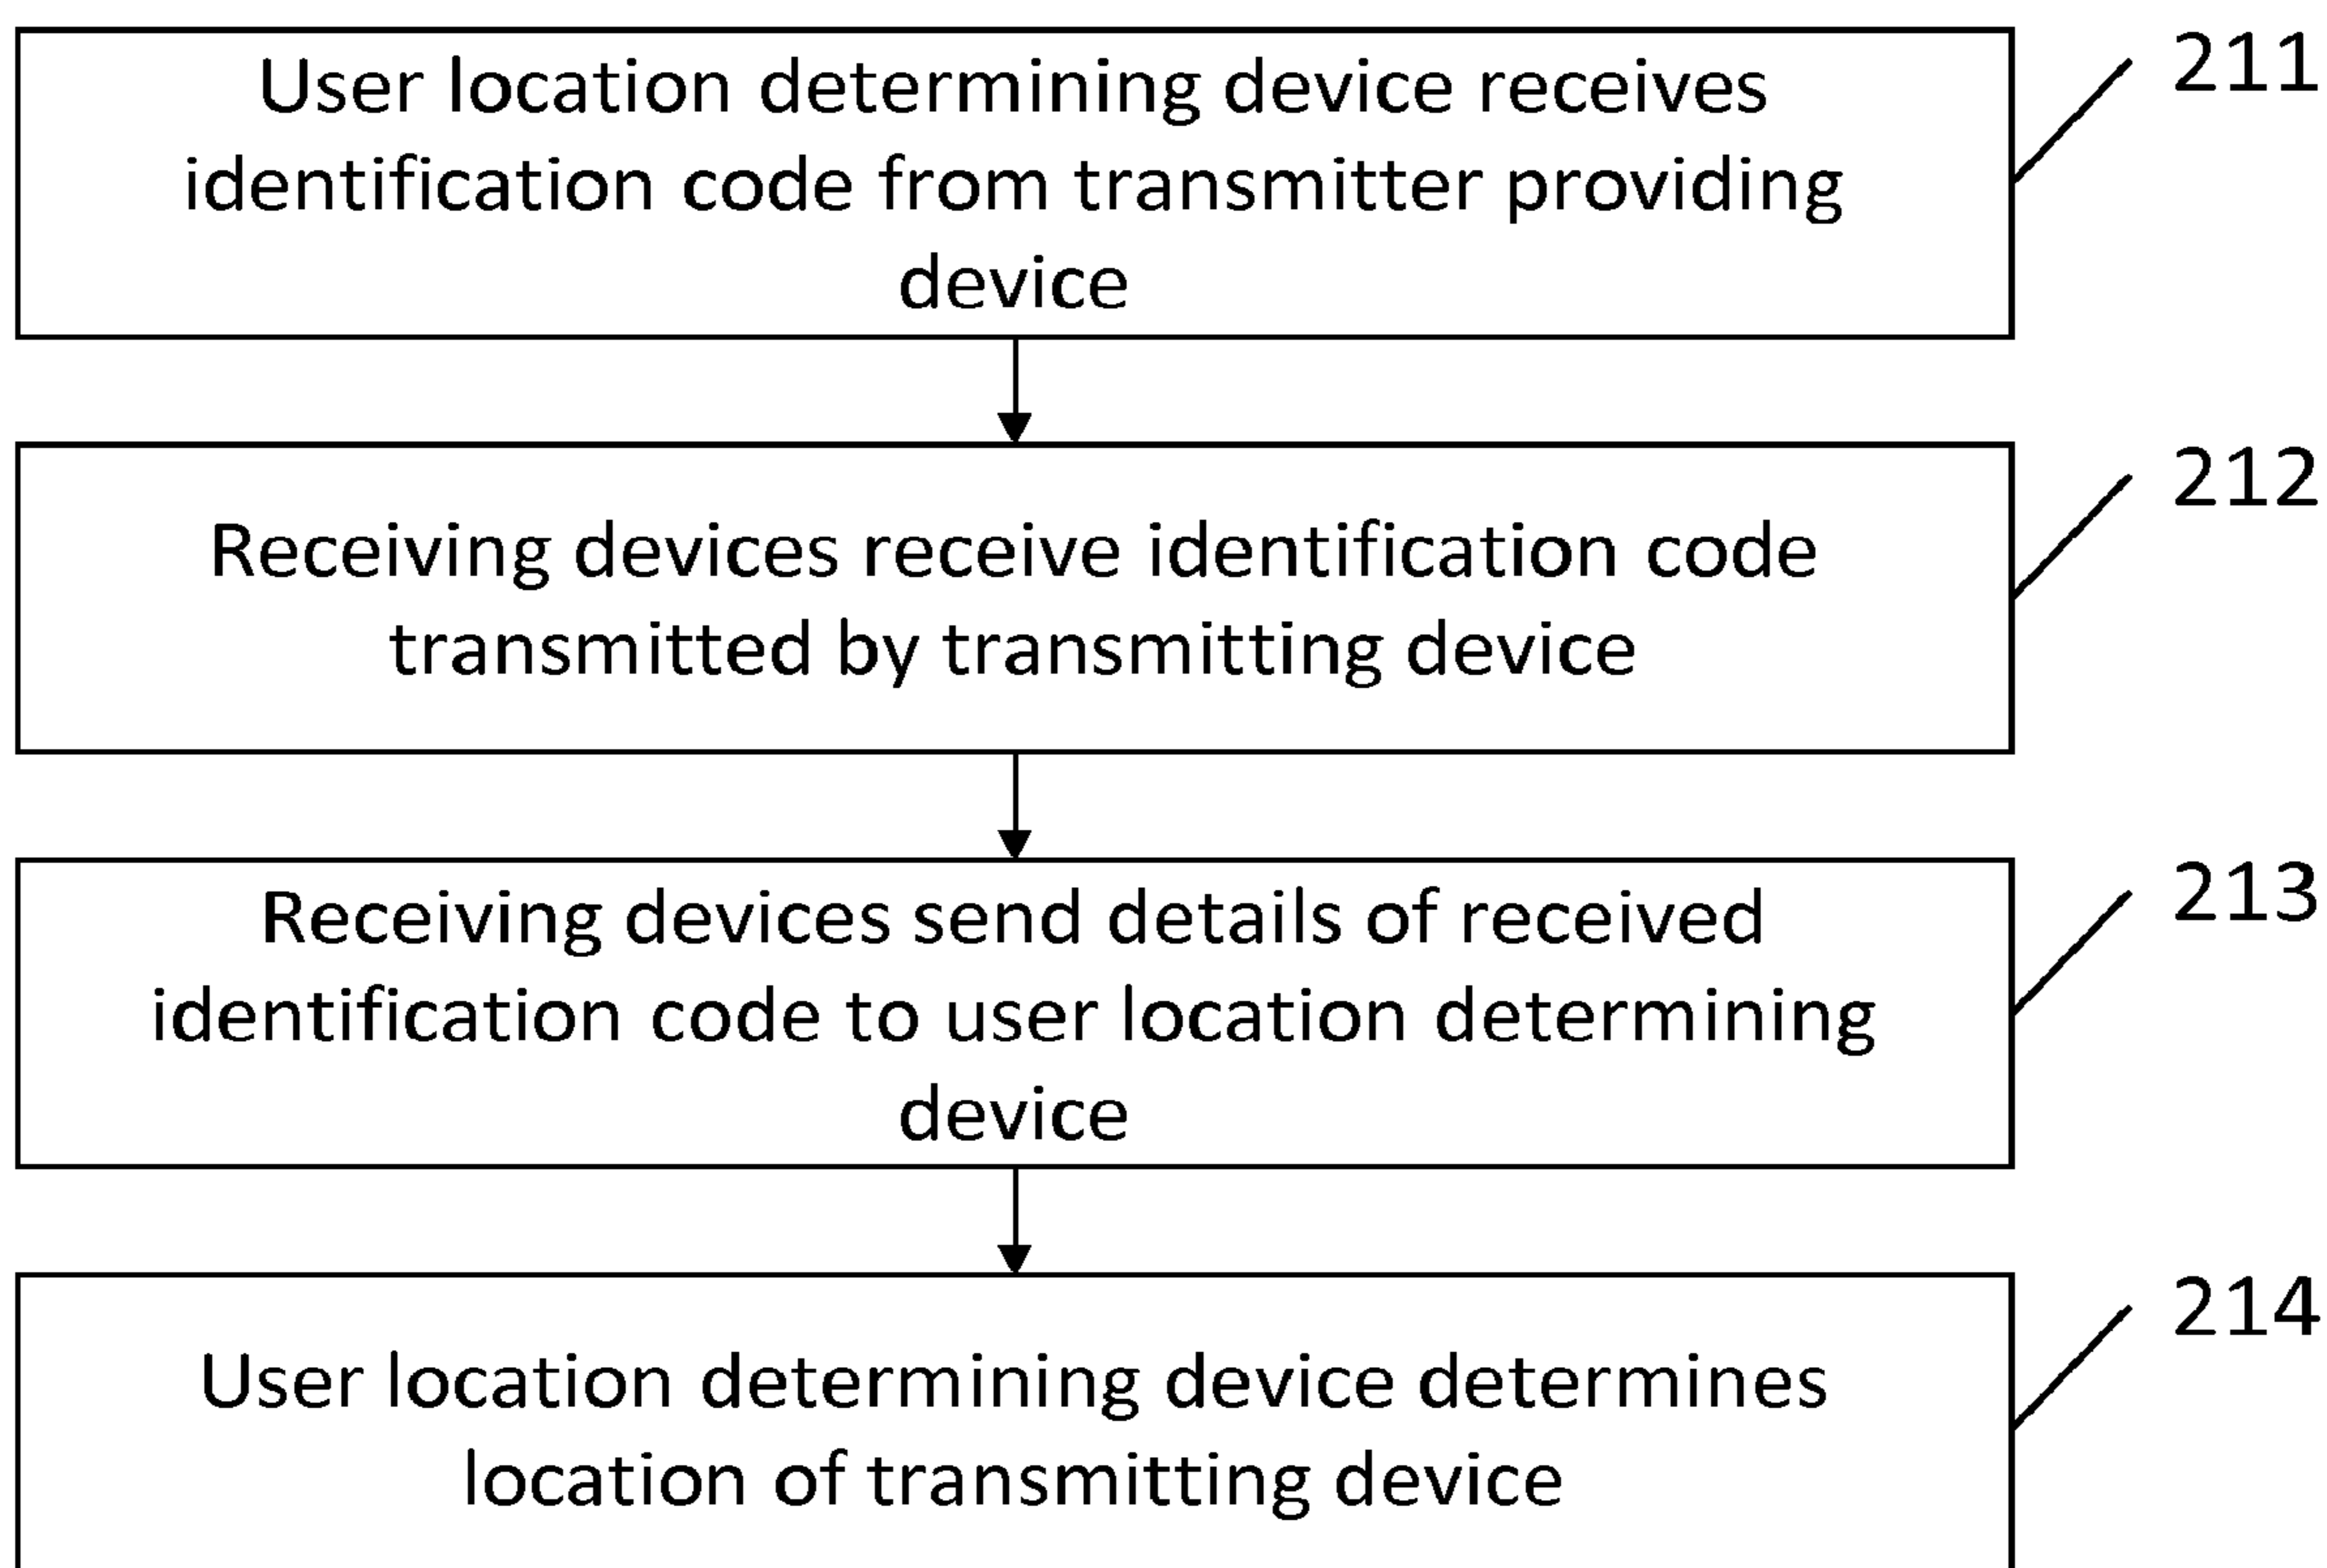 User location determining device receives
identification code from transmitter providing
device
211
Receiving devices receive identification code
transmitted by transmitting device
212
Receiving devices send details of received
identification code to user location determining
device
213
User location determining device determines
location of transmitting device
214